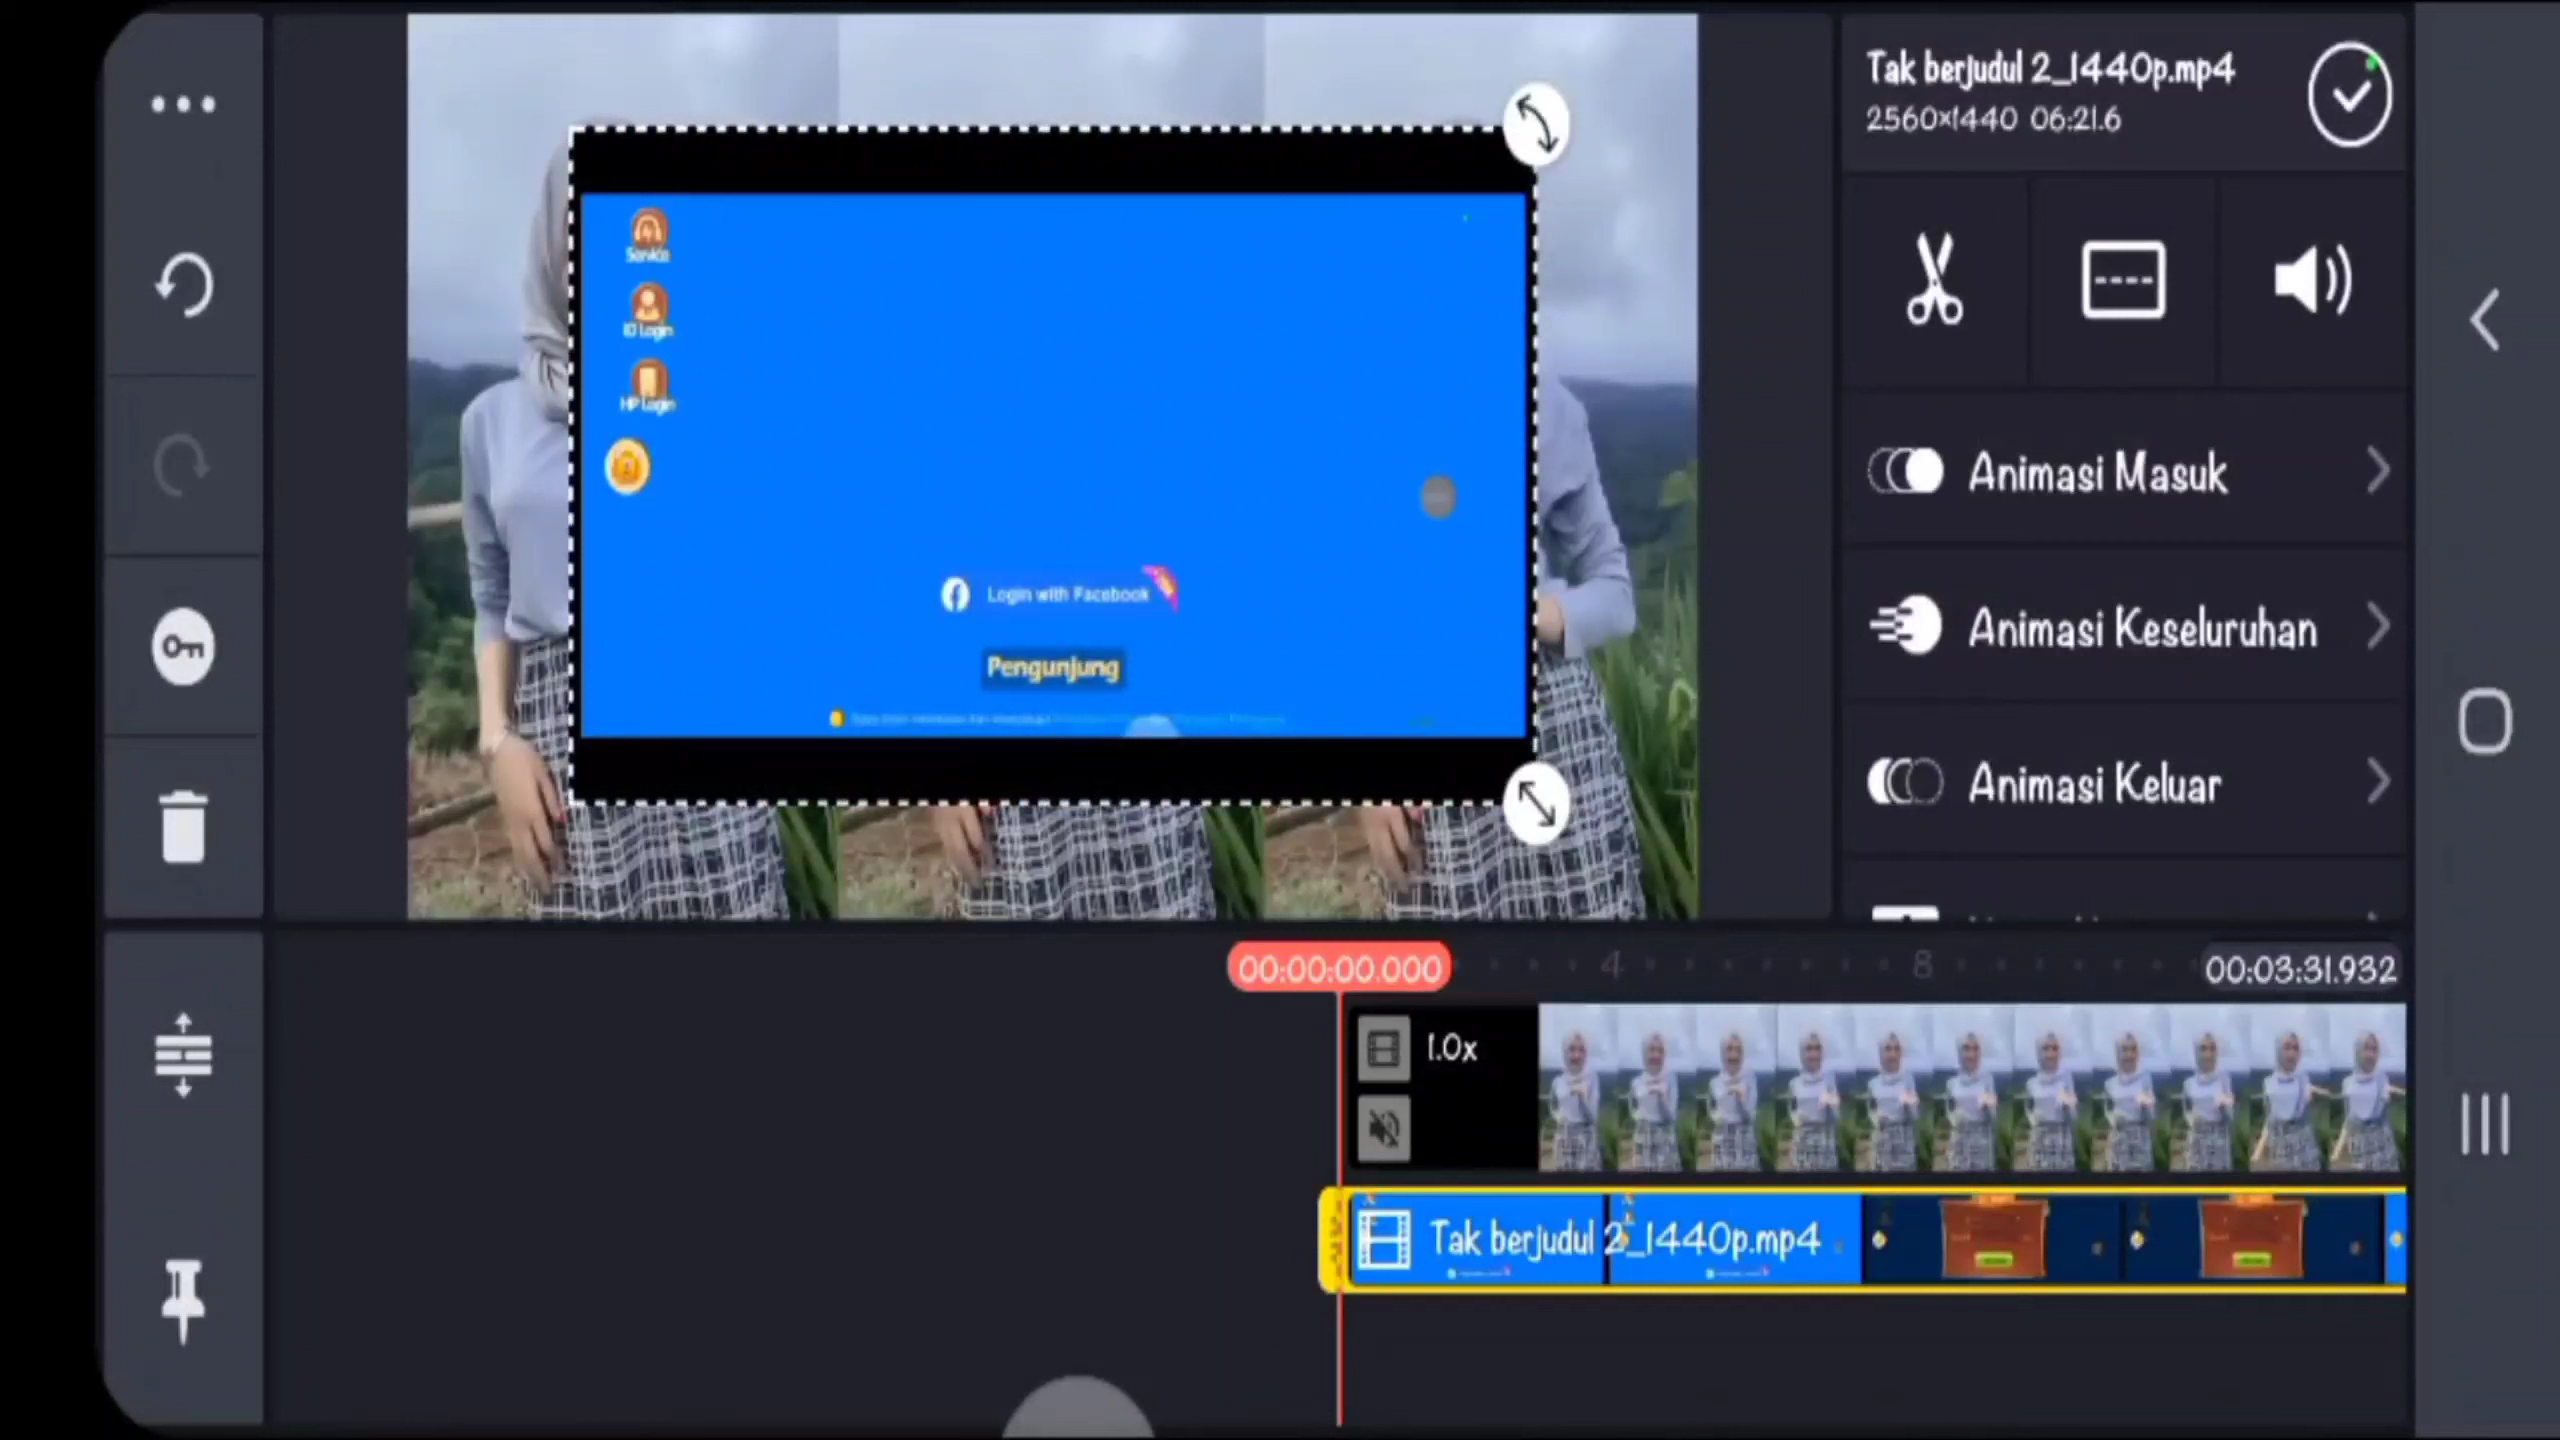 Tak berjudul 2_1440p.mp4
2560×1440 06:21.6
Service
ID Login
HP Login
Login with Facebook
Pengunjung
Animasi Masuk
Animasi Keseluruhan
Animasi Keluar
00:00:00.000
4
8
00:03:31.932
1.0x
Tak berjudul 2_1440p.mp4